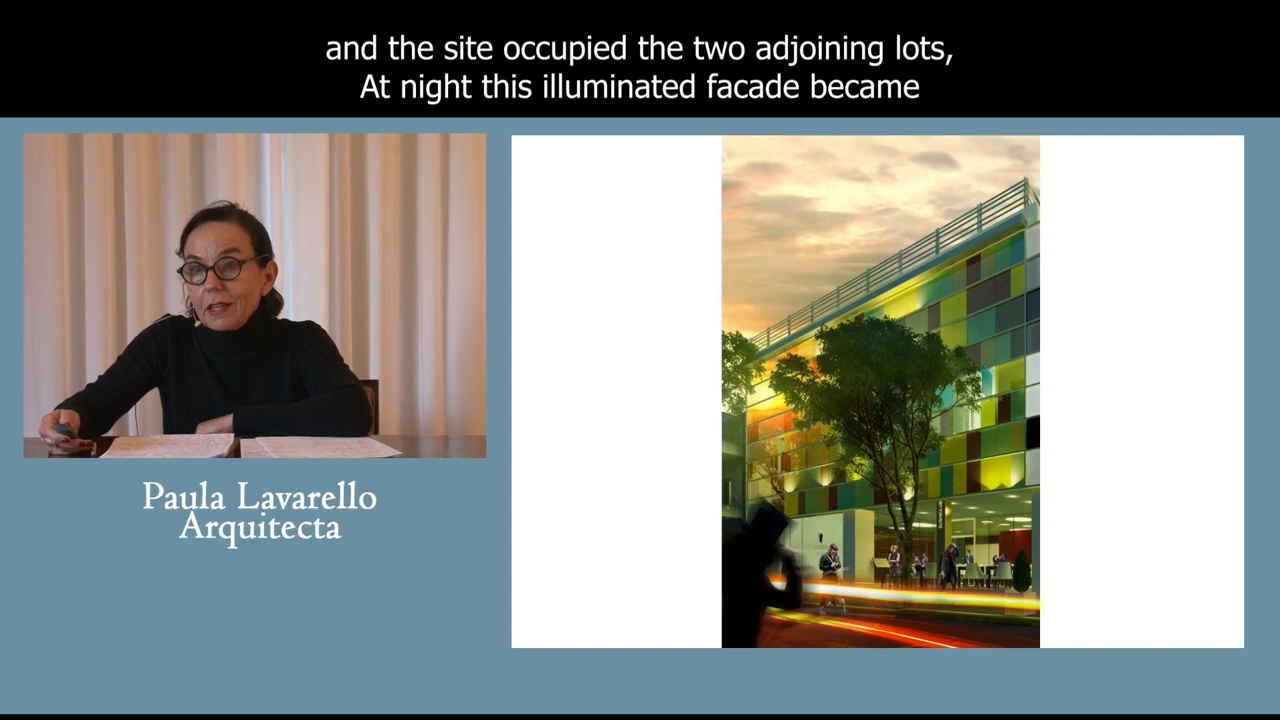 and the site occupied the two adjoining lots,
At night this illuminated facade became
Paula Lavarello
Arquitecta